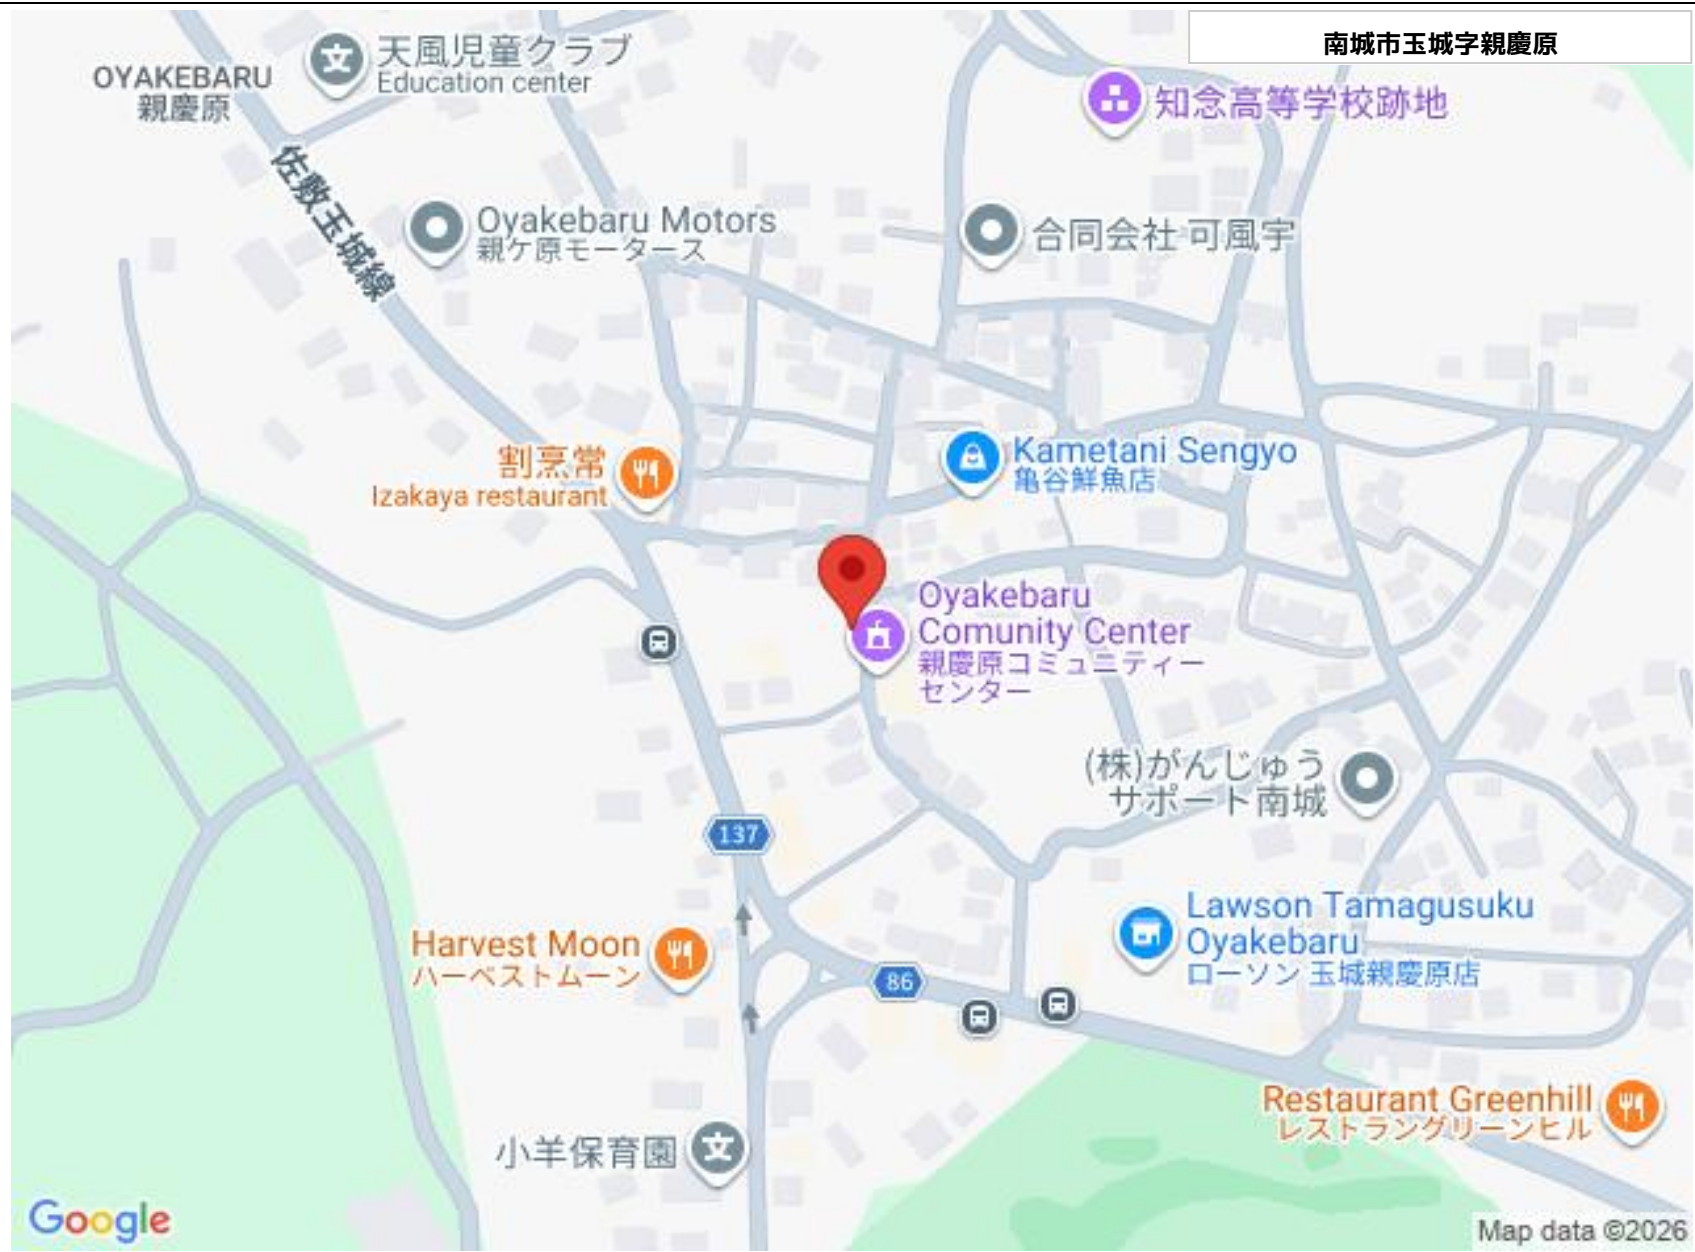 南城市玉城字親慶原
天風児童クラブ
Education center
OYAKEBARU
親慶原
知念高等学校跡地
佐敷玉城線
Oyakebaru Motors
親ケ原モータース
合同会社 可風宇
割烹常
Izakaya restaurant
Kametani Sengyo
亀谷鮮魚店
Oyakebaru
Comunity Center
親慶原コミュニティー
センター
(株)がんじゅう
サポート南城
137
Lawson Tamagusuku
Oyakebaru
ローソン 玉城親慶原店
Harvest Moon
ハーベストムーン
86
Restaurant Greenhill
レストラングリーンヒル
小羊保育園
Google
Map data ©2026